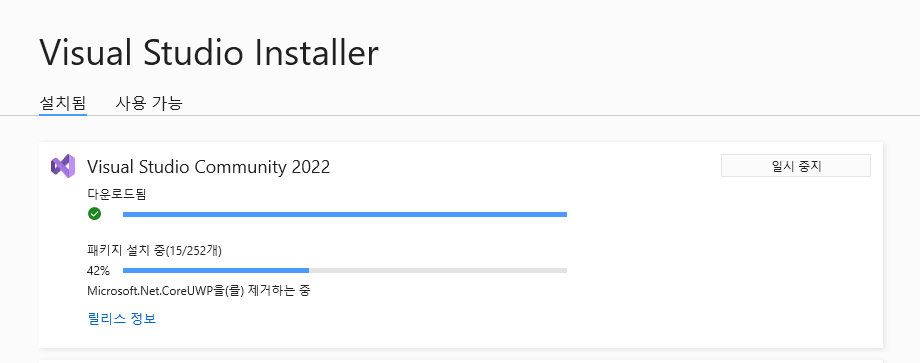 Visual Studio Installer
설치됨 사용 가능
Visual Studio Community 2022
일시 중지
다운로드됨
패키지 설치 중(15/252개)
42%
Microsoft.Net.CoreUWP을(를) 제거하는 중
릴리스 정보